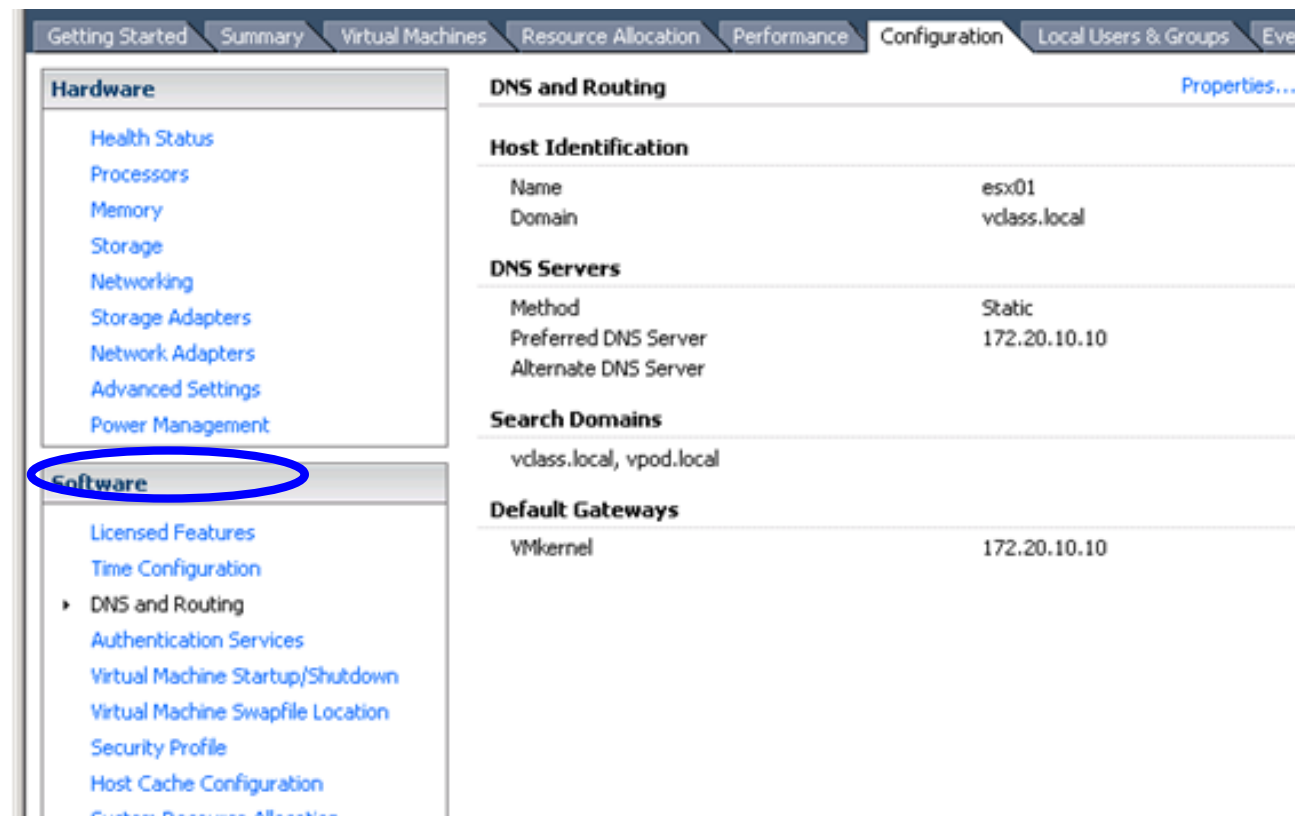 Getting Started Summary Virtual Machines Resource Allocation Performance Configuration Local Users & Groups
Hardware
Health Status
Processors
Memory
Storage
Networking
Storage Adapters
Network Adapters
Advanced Settings
Power Management
Software
Licensed Features
Time Configuration
DNS and Routing
Authentication Services
Virtual Machine Startup/Shutdown
Virtual Machine Swapfile Location
Security Profile
Host Cache Configuration
DNS and Routing Properties...
Host Identification
Name esx01
Domain vclass.local
DNS Servers
Method Static
Preferred DNS Server 172.20.10.10
Alternate DNS Server
Search Domains
vclass.local, vpod.local
Default Gateways
VMkernel 172.20.10.10